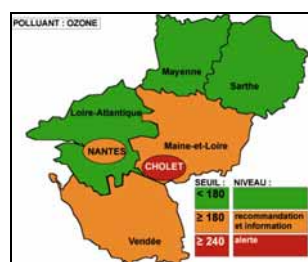 POLLUANT : OZONE
Mayenne
Sarthe
Loire-Atlantique
Maine-et-Loire
NANTES
CHOLET
Vendée
SEUIL : NIVEAU :
< 180
≥ 180 recommandation et information
≥ 240 alerte